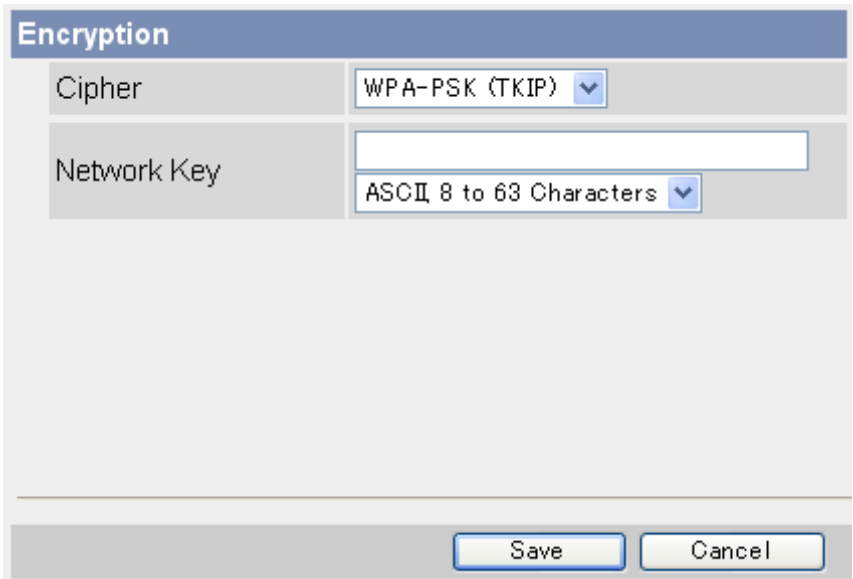 Encryption
Cipher
WPA-PSK (TKIP)
Network Key
ASCII, 8 to 63 Characters
Save
Cancel